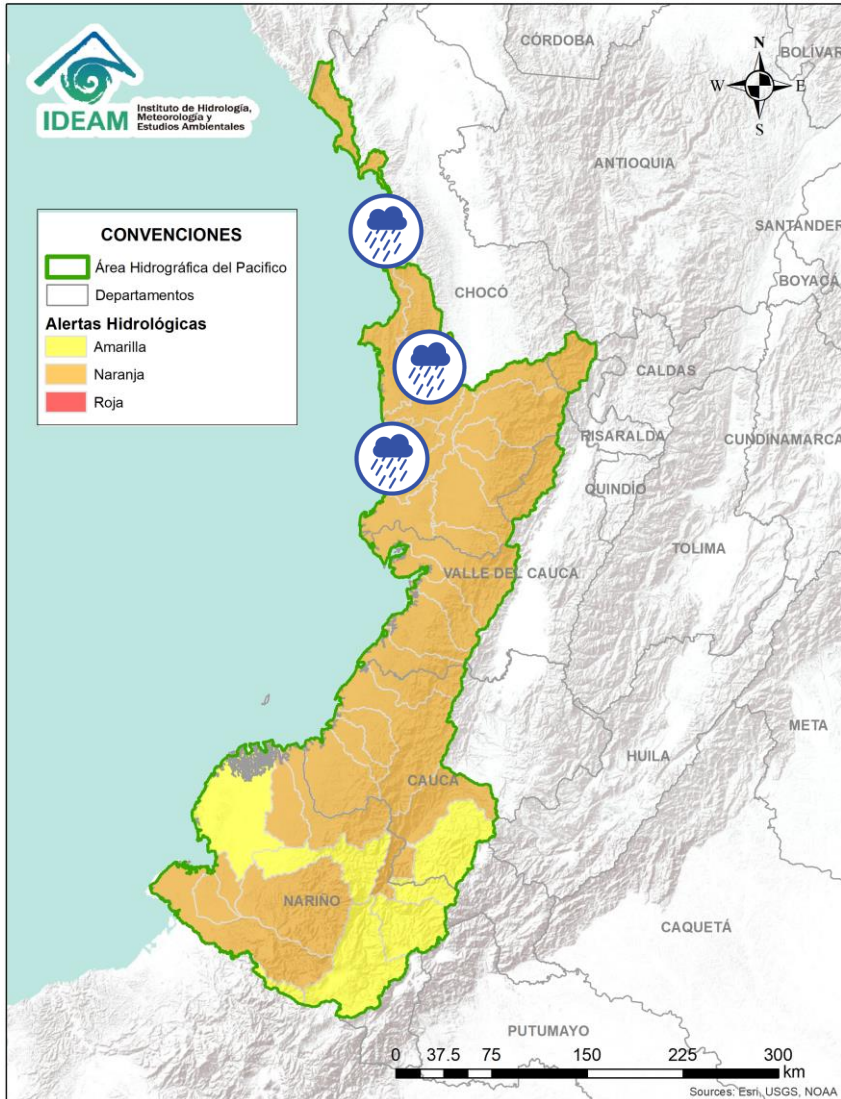 IDEAM
Instituto de Hidrología,
Meteorología y
Estudios Ambientales
CÓRDOBA
BOLÍVAR
N
W
E
S
ANTIOQUIA
SANTANDER
BOYACÁ
CONVENCIONES
Área Hidrográfica del Pacifico
Departamentos
Alertas Hidrológicas
Amarilla
Naranja
Roja
CHOCÓ
CALDAS
RISARALDA
CUNDINAMARCA
QUINDÍO
TOLIMA
VALLE DEL CAUCA
META
HUILA
CAUCA
NARIÑO
CAQUETÁ
PUTUMAYO
0 37.5 75 150 225 300
km
Sources: Esri, USGS, NOAA